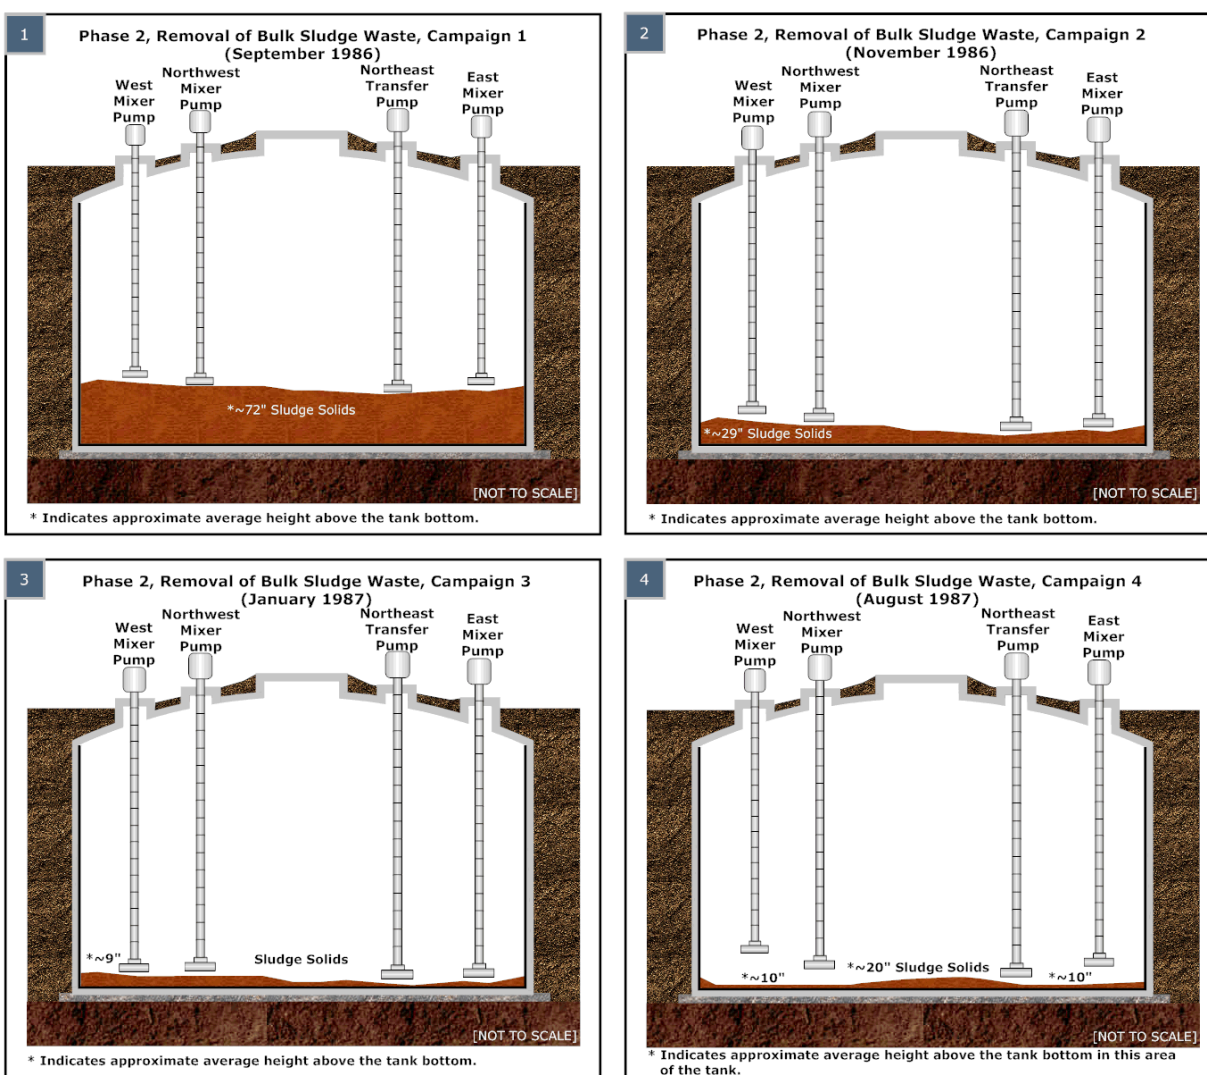 1
Phase 2, Removal of Bulk Sludge Waste, Campaign 1
(September 1986)
West
Mixer
Pump
Northwest
Mixer
Pump
Northeast
Transfer
Pump
East
Mixer
Pump
*~72" Sludge Solids
[NOT TO SCALE]
* Indicates approximate average height above the tank bottom.
2
Phase 2, Removal of Bulk Sludge Waste, Campaign 2
(November 1986)
West
Mixer
Pump
Northwest
Mixer
Pump
Northeast
Transfer
Pump
East
Mixer
Pump
*~29" Sludge Solids
[NOT TO SCALE]
* Indicates approximate average height above the tank bottom.
3
Phase 2, Removal of Bulk Sludge Waste, Campaign 3
(January 1987)
West
Mixer
Pump
Northwest
Mixer
Pump
Northeast
Transfer
Pump
East
Mixer
Pump
*~9" Sludge Solids
[NOT TO SCALE]
* Indicates approximate average height above the tank bottom.
4
Phase 2, Removal of Bulk Sludge Waste, Campaign 4
(August 1987)
West
Mixer
Pump
Northwest
Mixer
Pump
Northeast
Transfer
Pump
East
Mixer
Pump
*~10"
*~20" Sludge Solids
*~10"
[NOT TO SCALE]
* Indicates approximate average height above the tank bottom in this area
of the tank.